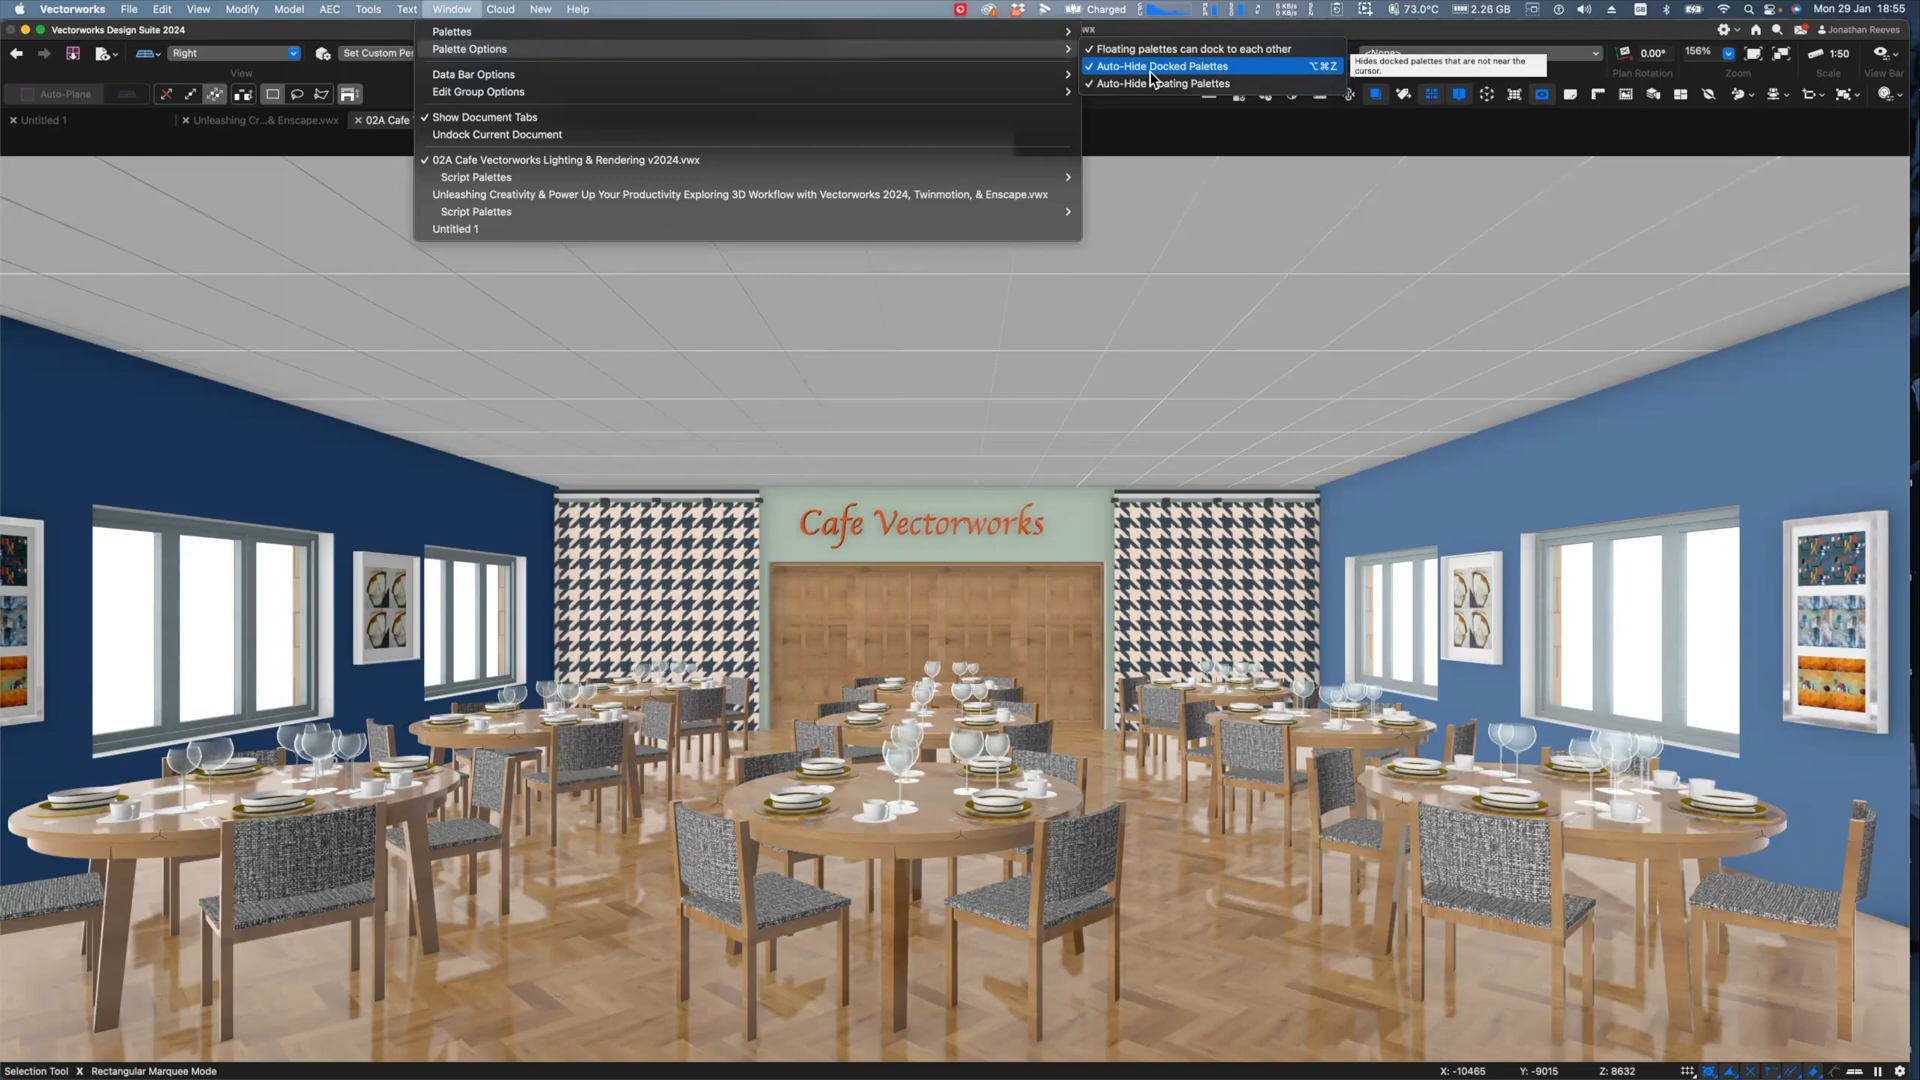 Vectorworks File Edit View Modify Model AEC Tools Text Window Cloud New Help Charged 0 KB/s 0 KB/s 73.0°C 2.26 GB Mon 29 Jan 18:55
Vectorworks Design Suite 2024 Jonathan Reeves
Right Set Custom Per <None> 0.00° 156% 1:50
View Plan Rotation Zoom Scale View Bar
Auto-Plane
Untitled 1 Unleashing Cr...& Enscape.vwx 02A Cafe
Palettes
Palette Options
Data Bar Options
Edit Group Options
Show Document Tabs
Undock Current Document
02A Cafe Vectorworks Lighting & Rendering v2024.vwx
Script Palettes
Unleashing Creativity & Power Up Your Productivity Exploring 3D Workflow with Vectorworks 2024, Twinmotion, & Enscape.vwx
Script Palettes
Untitled 1
Floating palettes can dock to each other
Auto-Hide Docked Palettes ⌥⌘Z
Auto-Hide Floating Palettes
Hides docked palettes that are not near the
cursor.
Cafe Vectorworks
Selection Tool X Rectangular Marquee Mode X: -10465 Y: -9015 Z: 8632